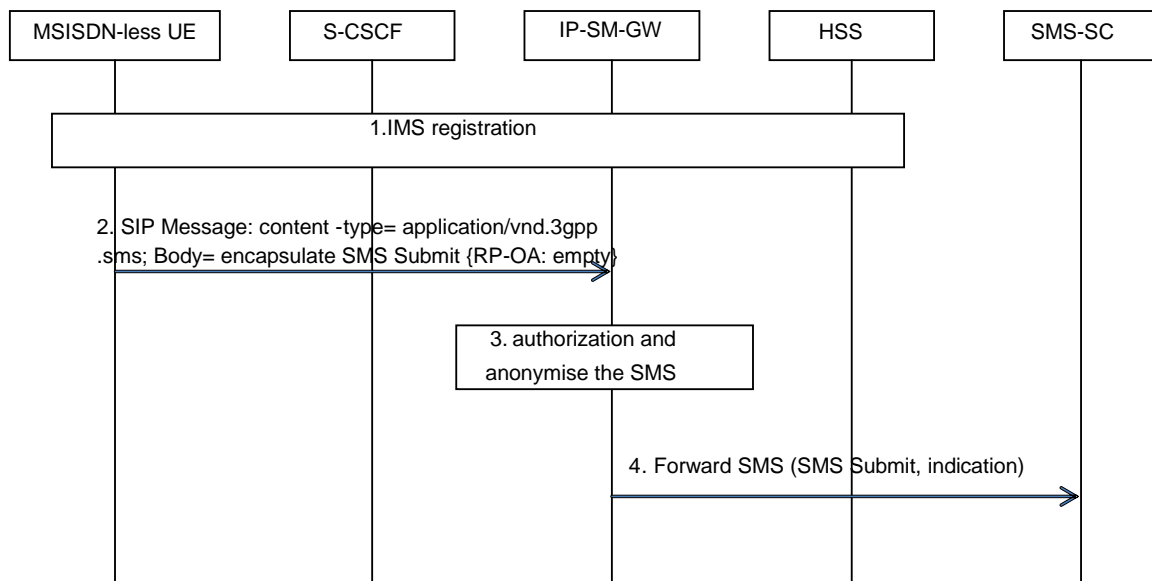 MSISDN-less UE
S-CSCF
IP-SM-GW
HSS
SMS-SC
1.IMS registration
2. SIP Message: content -type= application/vnd.3gpp
.sms; Body= encapsulate SMS Submit {RP-OA: empty}
3. authorization and
anonymise the SMS
4. Forward SMS (SMS Submit, indication)